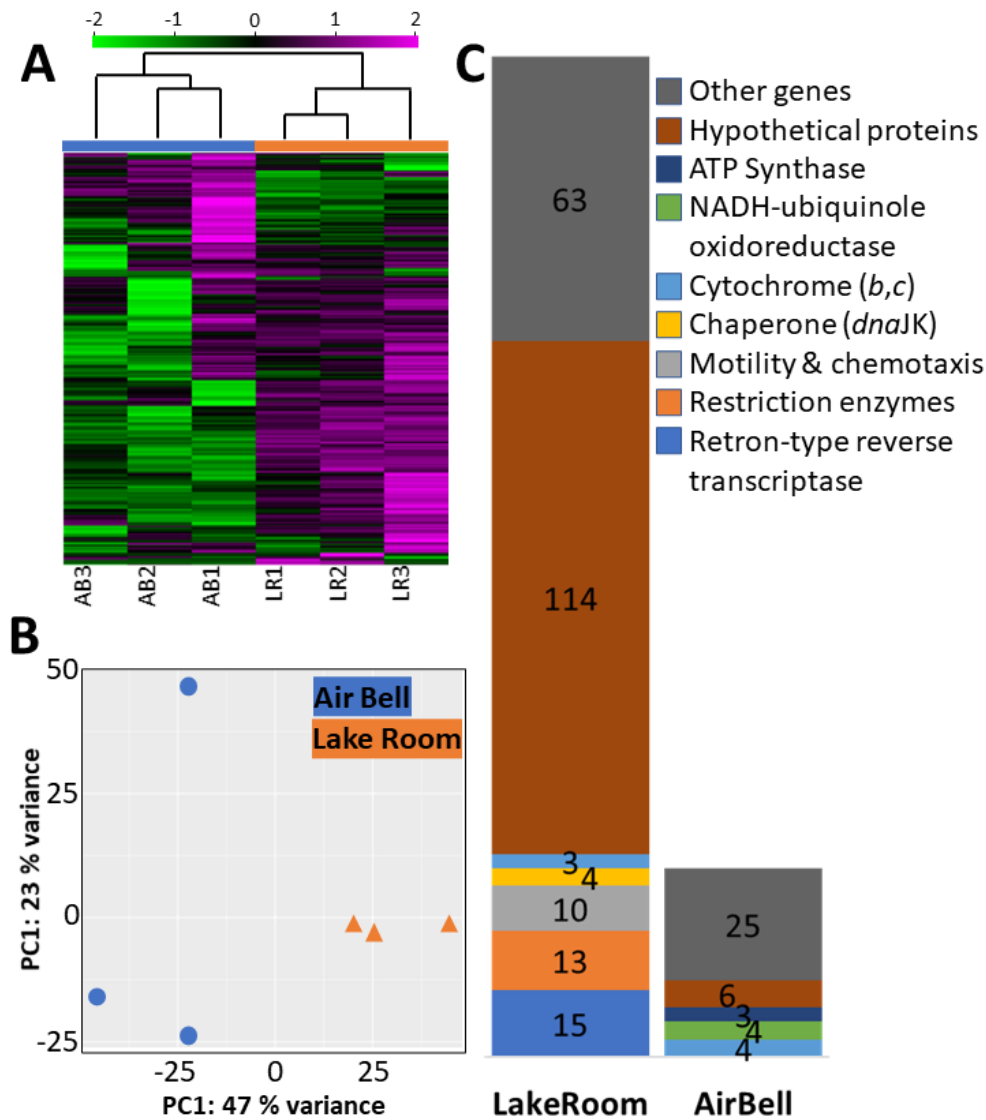 -2 -1 0 1 2
A
AB3 AB2 AB1 LR1 LR2 LR3
B
50
25
0
-25
-25 0 25
PC1: 23 % variance
PC1: 47 % variance
Air Bell
Lake Room
C
Other genes
Hypothetical proteins
ATP Synthase
NADH-ubiquinole
oxidoreductase
Cytochrome (b,c)
Chaperone (dnaJK)
Motility & chemotaxis
Restriction enzymes
Retron-type reverse
transcriptase
63
114
3
4
10
13
15
LakeRoom
25
6
3
4
4
AirBell